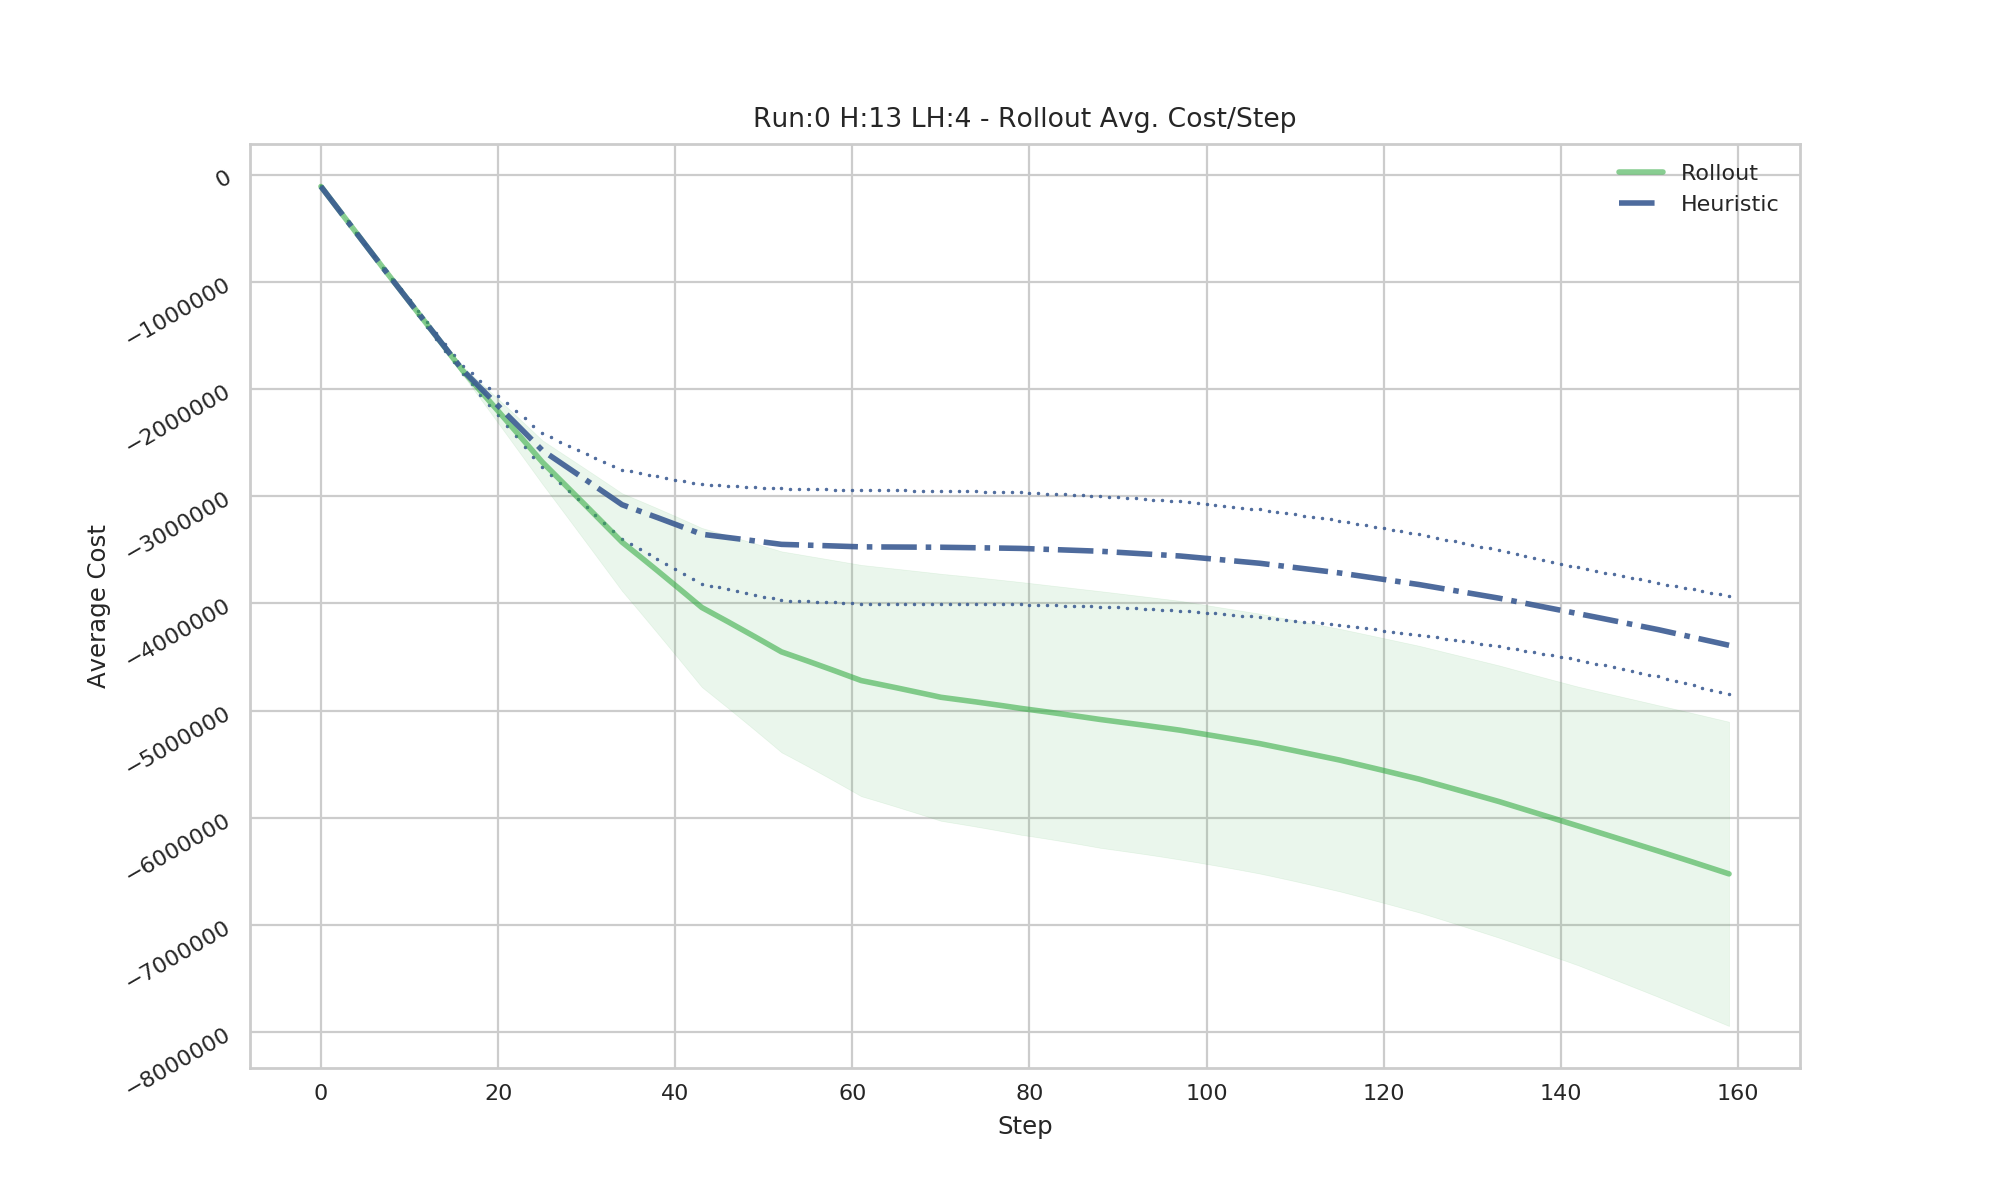 Run:0 H:13 LH:4 - Rollout Avg. Cost/Step
Rollout
Heuristic
Average Cost
0
−1000000
−2000000
−3000000
−4000000
−5000000
−6000000
−7000000
−8000000
0 20 40 60 80 100 120 140 160
Step